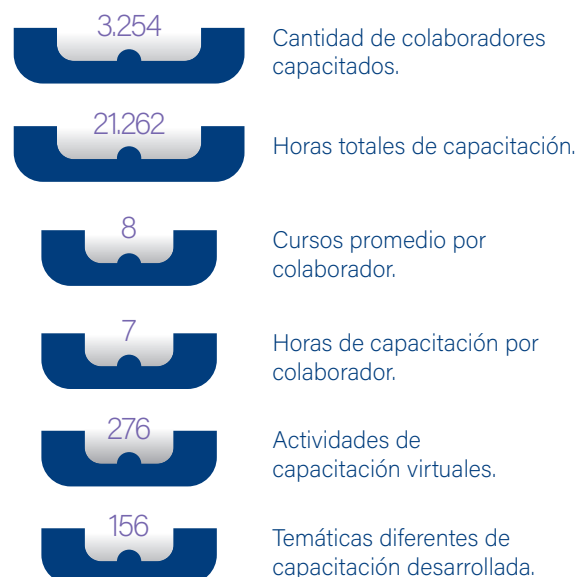 3.254
Cantidad de colaboradores
capacitados.
21.262
Horas totales de capacitación.
8
Cursos promedio por
colaborador.
7
Horas de capacitación por
colaborador.
276
Actividades de
capacitación virtuales.
156
Temáticas diferentes de
capacitación desarrollada.